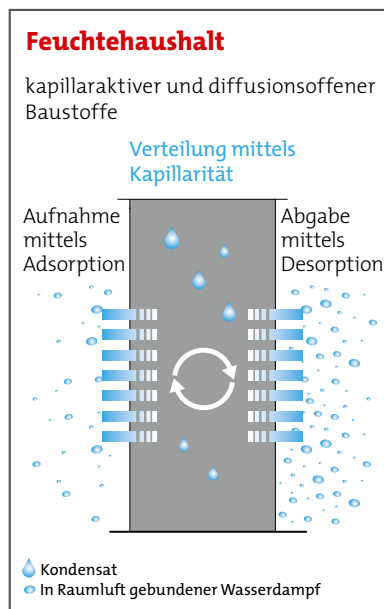 Feuchtehaushalt
kapillaraktiver und diffusionsoffener
Baustoffe
Verteilung mittels
Kapillarität
Aufnahme
mittels
Adsorption
Abgabe
mittels
Desorption
Kondensat
In Raumluft gebundener Wasserdampf